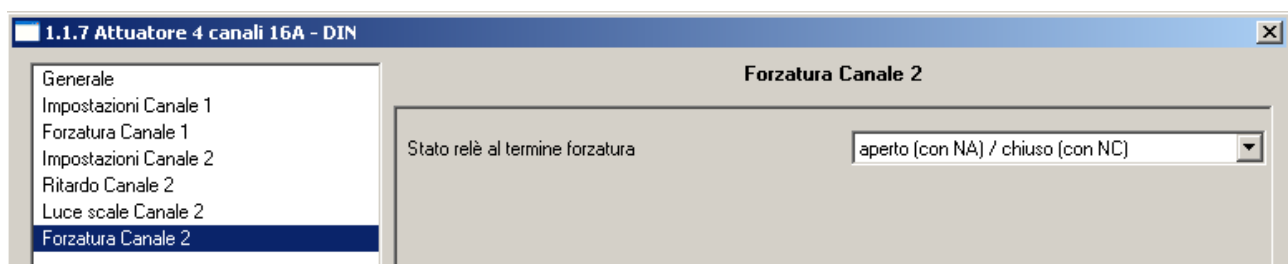 1.1.7 Attuatore 4 canali 16A - DIN
Generale
Impostazioni Canale 1
Forzatura Canale 1
Impostazioni Canale 2
Ritardo Canale 2
Luce scale Canale 2
Forzatura Canale 2
Forzatura Canale 2
Stato relè al termine forzatura
aperto (con NA) / chiuso (con NC)